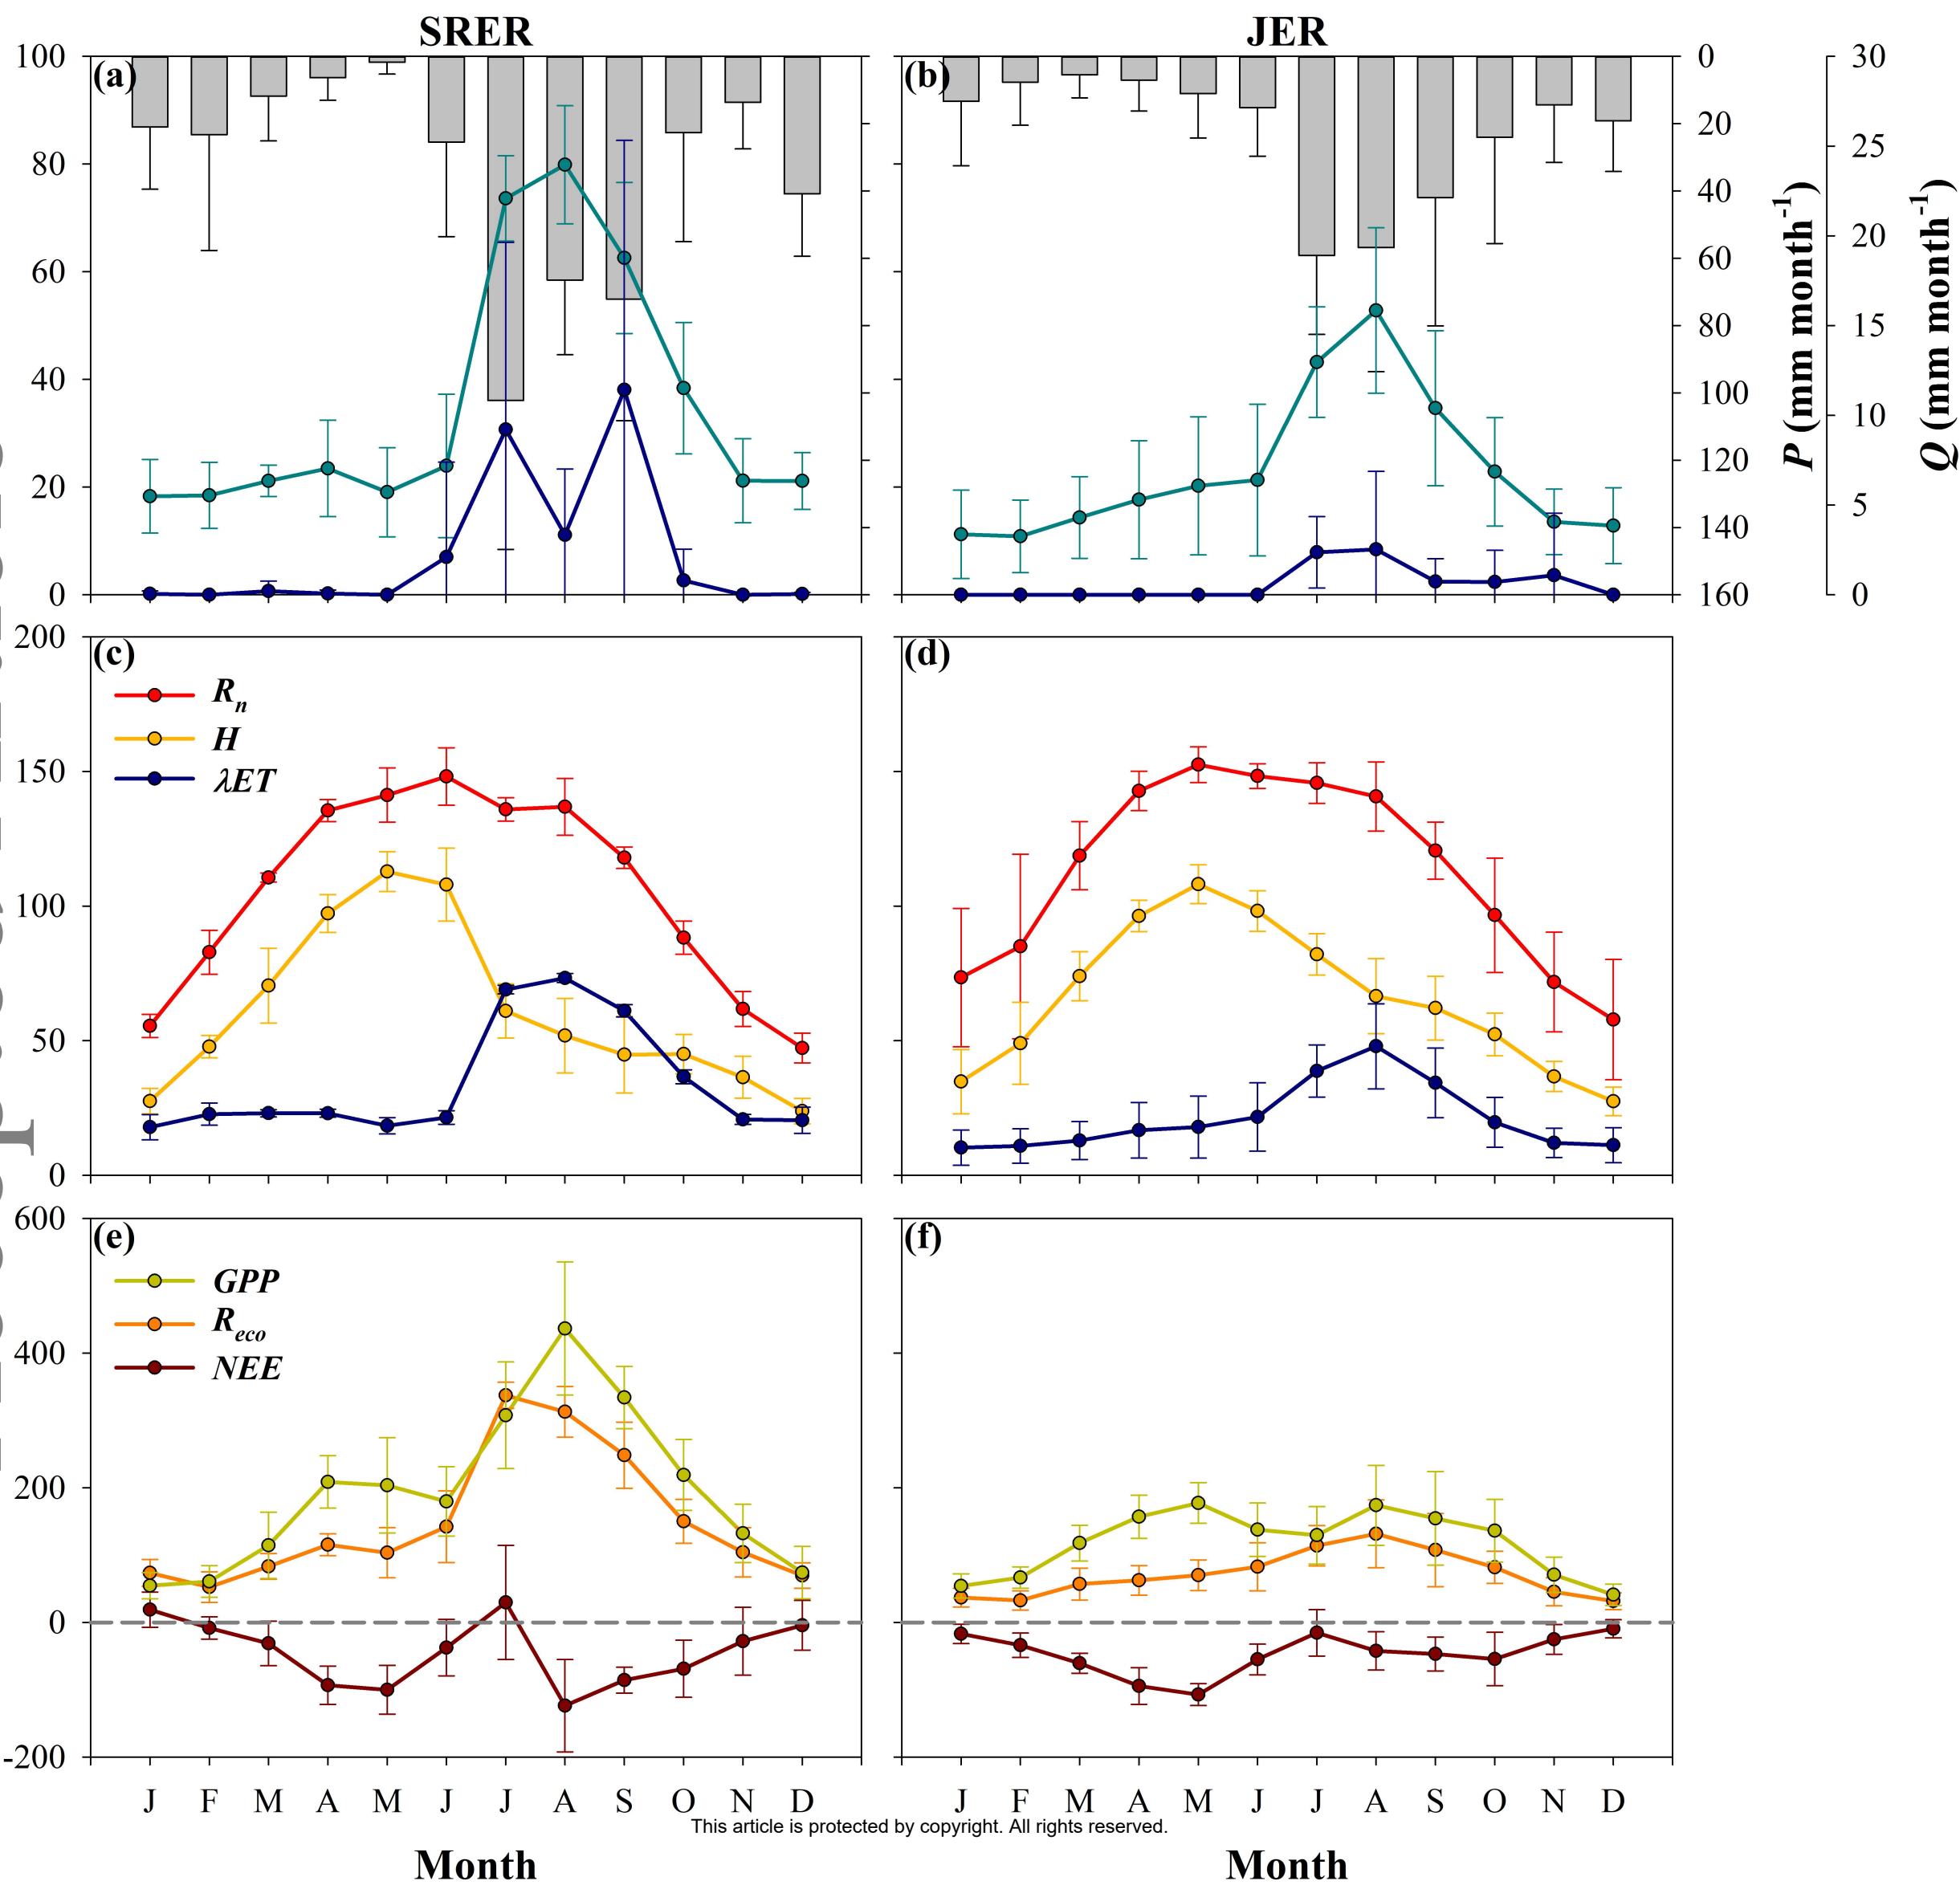 SRER
JER
(a)
(b)
100
80
60
40
20
0
0
20
40
60
80
100
120
140
160
P (mm month⁻¹)
30
25
20
15
10
5
0
Q (mm month⁻¹)
(c)
(d)
200
150
100
50
0
Rₙ
H
λET
(e)
(f)
600
400
200
0
-200
GPP
R_eco
NEE
J F M A M J J A S O N D
J F M A M J J A S O N D
This article is protected by copyright. All rights reserved.
Month
Month